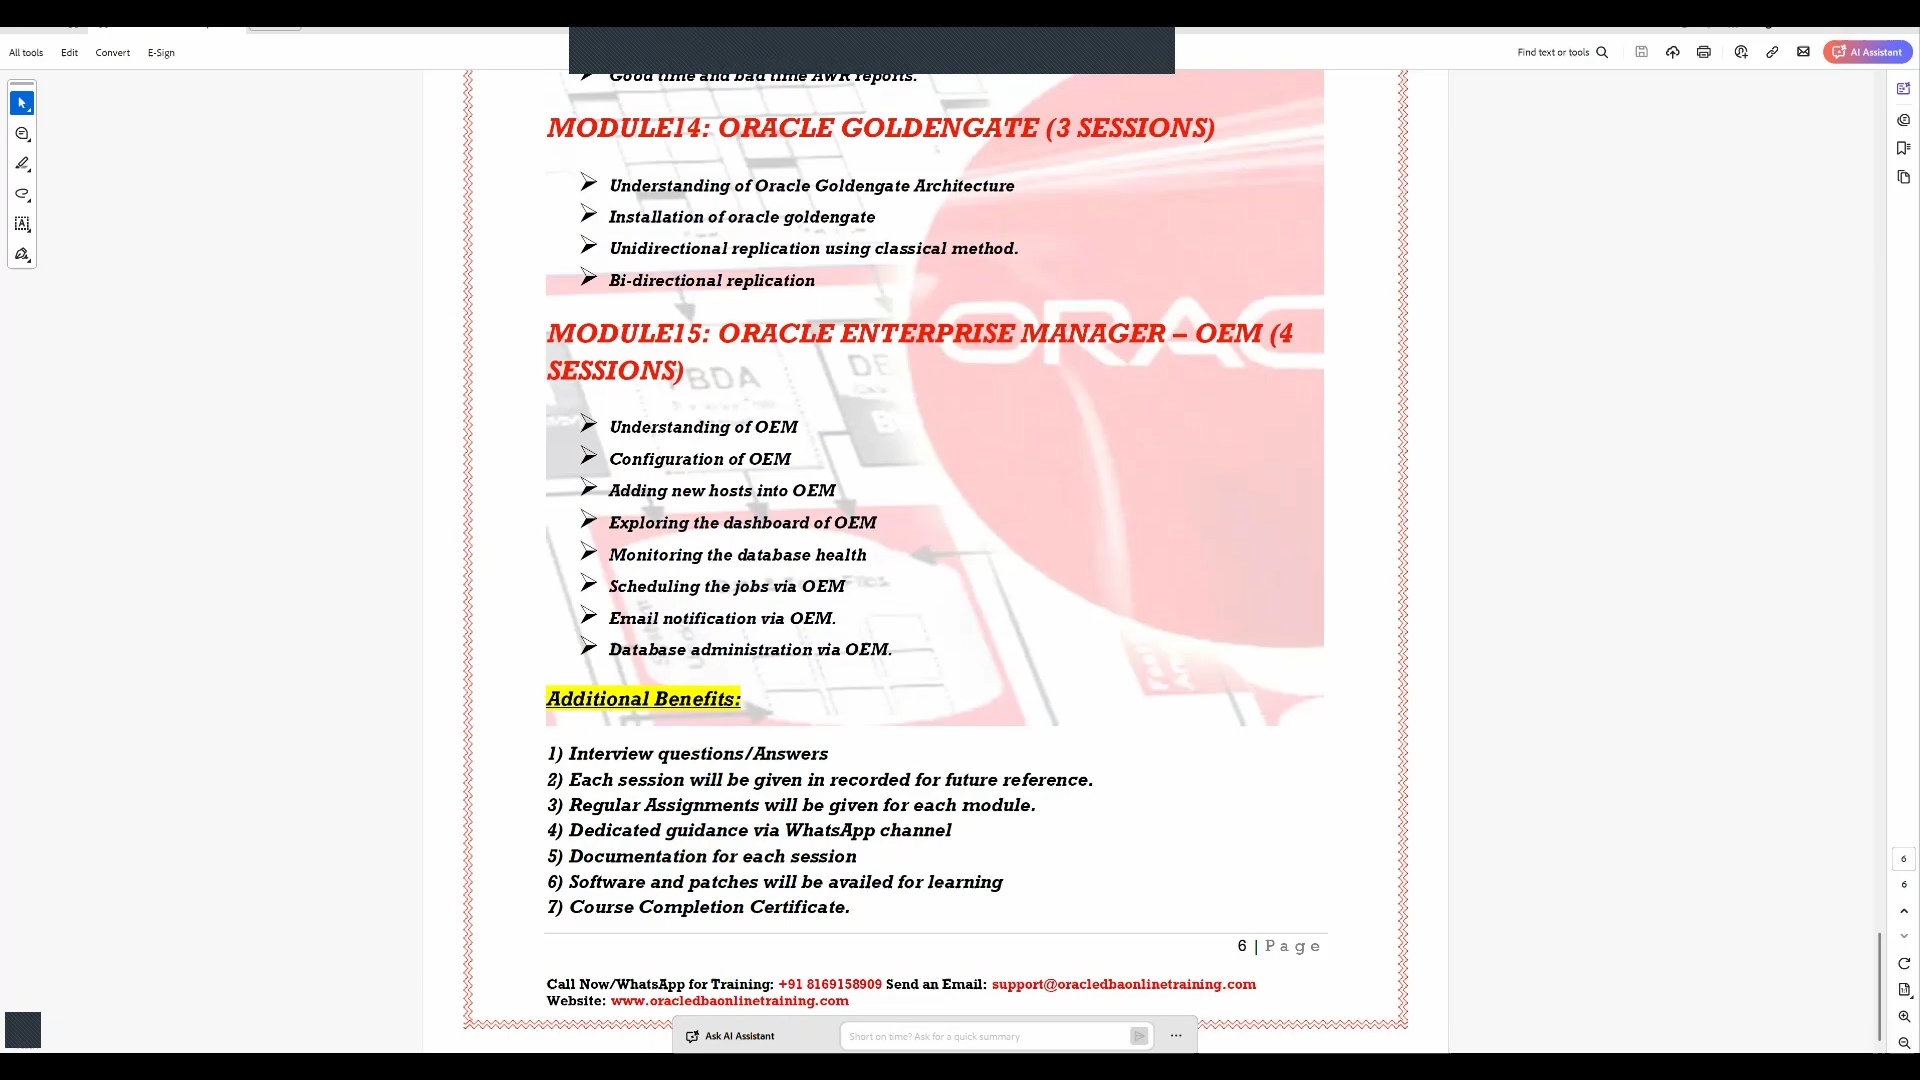 All tools
Edit
Convert
E-Sign
Find text or tools
AI Assistant
Good time and bad time AWR reports.
MODULE14: ORACLE GOLDENGATE (3 SESSIONS)
Understanding of Oracle Goldengate Architecture
Installation of oracle goldengate
Unidirectional replication using classical method.
Bi-directional replication
MODULE15: ORACLE ENTERPRISE MANAGER – OEM (4
SESSIONS)
Understanding of OEM
Configuration of OEM
Adding new hosts into OEM
Exploring the dashboard of OEM
Monitoring the database health
Scheduling the jobs via OEM
Email notification via OEM.
Database administration via OEM.
Additional Benefits:
1) Interview questions/Answers
2) Each session will be given in recorded for future reference.
3) Regular Assignments will be given for each module.
4) Dedicated guidance via WhatsApp channel
5) Documentation for each session
6) Software and patches will be availed for learning
7) Course Completion Certificate.
6 | Page
Call Now/WhatsApp for Training: +91 8169158909 Send an Email: support@oracledbaonlinetraining.com
Website: www.oracledbaonlinetraining.com
Ask AI Assistant
Short on time? Ask for a quick summary
6
6